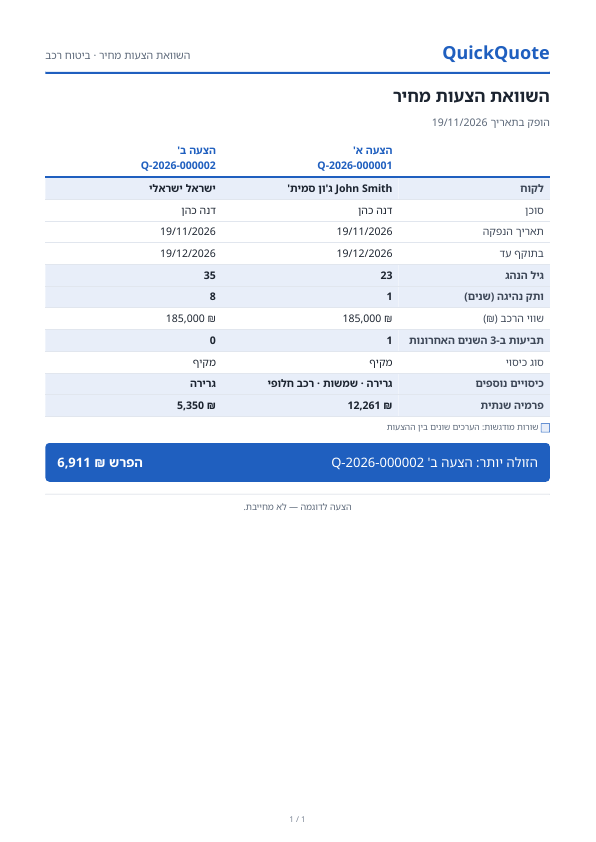 QuickQuote
השוואת הצעות מחיר · ביטוח רכב
השוואת הצעות מחיר
הופק בתאריך 19/11/2026
הצעה א' הצעה ב'
Q-2026-000001 Q-2026-000002
לקוח John Smith ג'ון סמית' ישראל ישראלי
סוכן דנה כהן דנה כהן
תאריך הנפקה 19/11/2026 19/11/2026
בתוקף עד 19/12/2026 19/12/2026
גיל הנהג 23 35
ותק נהיגה (שנים) 1 8
שווי הרכב (₪) 185,000 ₪ 185,000 ₪
תביעות ב-3 השנים האחרונות 1 0
סוג כיסוי מקיף מקיף
כיסויים נוספים גרירה · שמשות · רכב חלופי גרירה
פרמיה שנתית 12,261 ₪ 5,350 ₪
שורות מודגשות: הערכים שונים בין ההצעות
הזולה יותר: הצעה ב' Q-2026-000002 הפרש 6,911 ₪
הצעה לדוגמה — לא מחייבת.
1 / 1